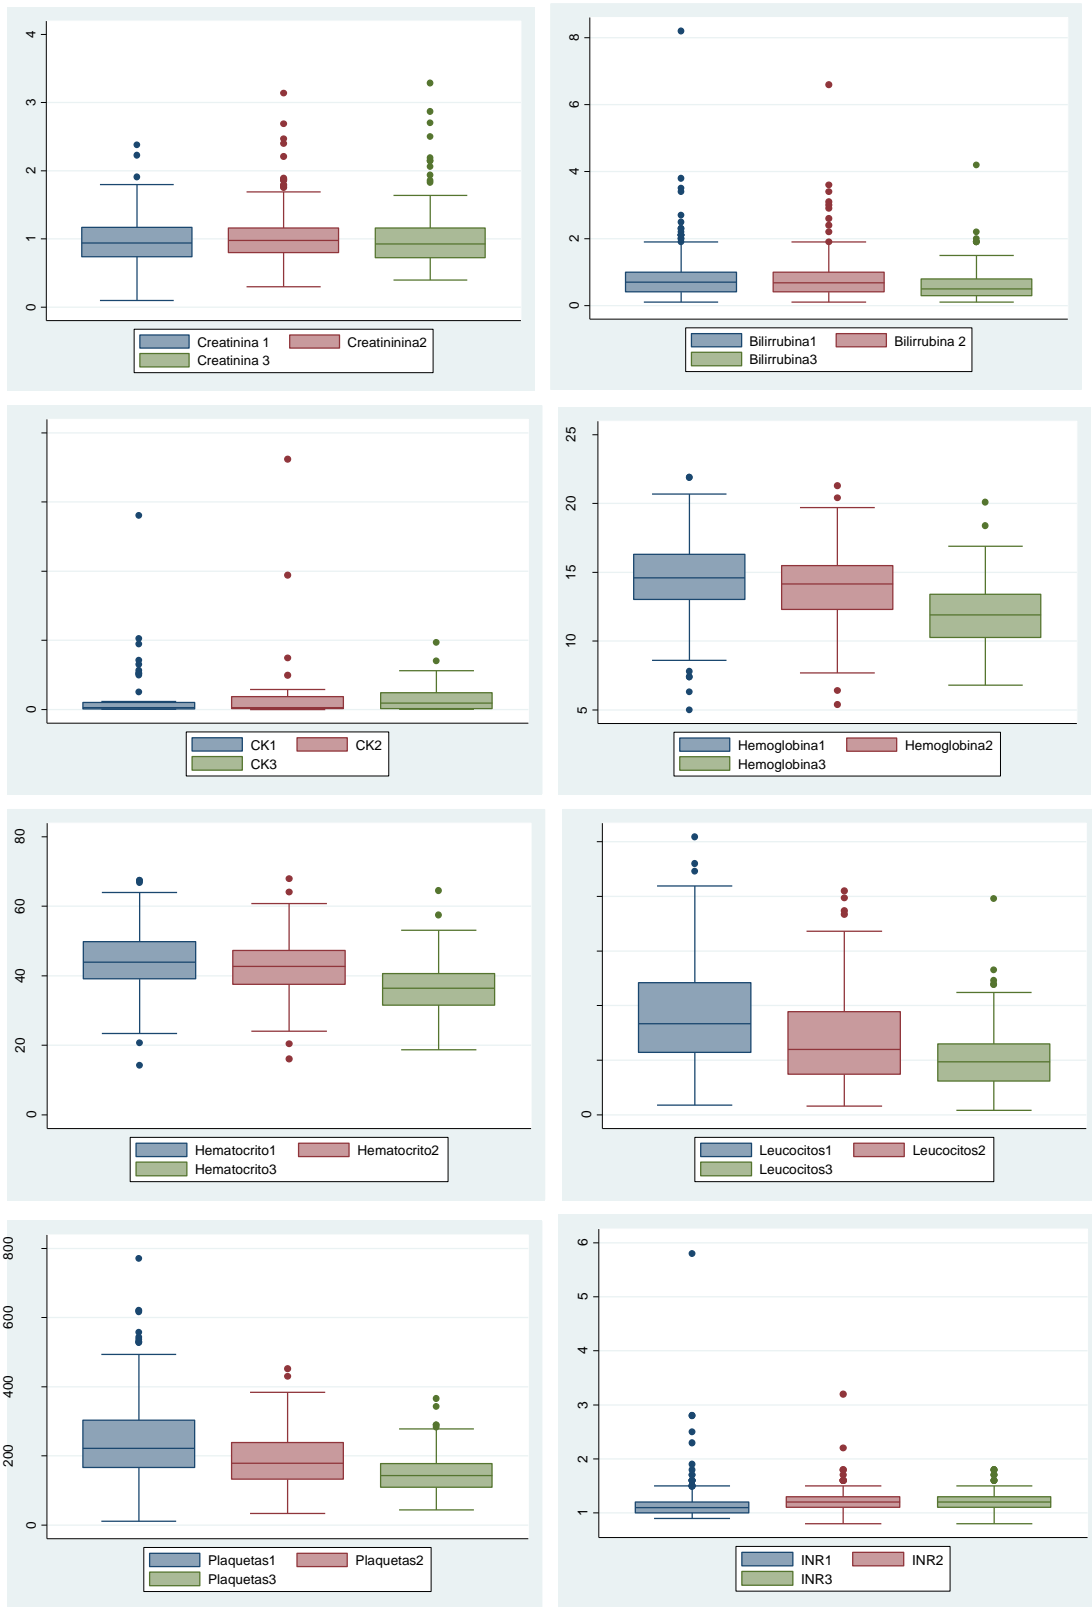 4
3
2
1
0
Creatinina 1 Creatininina2
Creatinina 3
8
6
4
2
0
Bilirrubina1 Bilirrubina 2
Bilirrubina3
0
CK1 CK2
CK3
25
20
15
10
5
Hemoglobina1 Hemoglobina2
Hemoglobina3
80
60
40
20
0
Hematocrito1 Hematocrito2
Hematocrito3
0
Leucocitos1 Leucocitos2
Leucocitos3
800
600
400
200
0
Plaquetas1 Plaquetas2
Plaquetas3
6
5
4
3
2
1
INR1 INR2
INR3